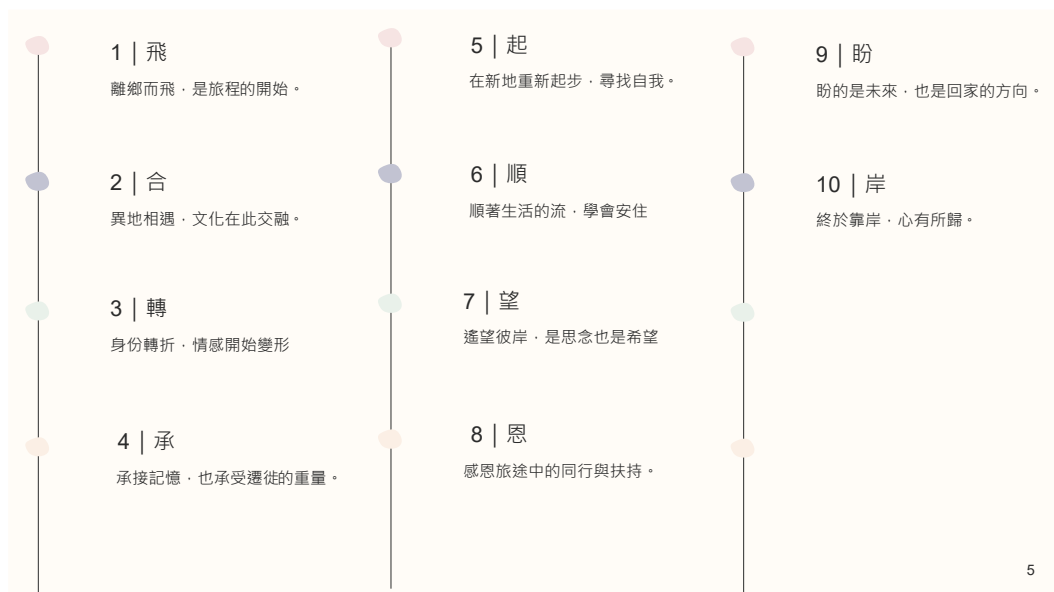 1｜飛
離鄉而飛，是旅程的開始。
2｜合
異地相遇，文化在此交融。
3｜轉
身份轉折，情感開始變形
4｜承
承接記憶，也承受遷徙的重量。
5｜起
在新地重新起步，尋找自我。
6｜順
順著生活的流，學會安住
7｜望
遙望彼岸，是思念也是希望
8｜恩
感恩旅途中的同行與扶持。
9｜盼
盼的是未來，也是回家的方向。
10｜岸
終於靠岸，心有所歸。
5